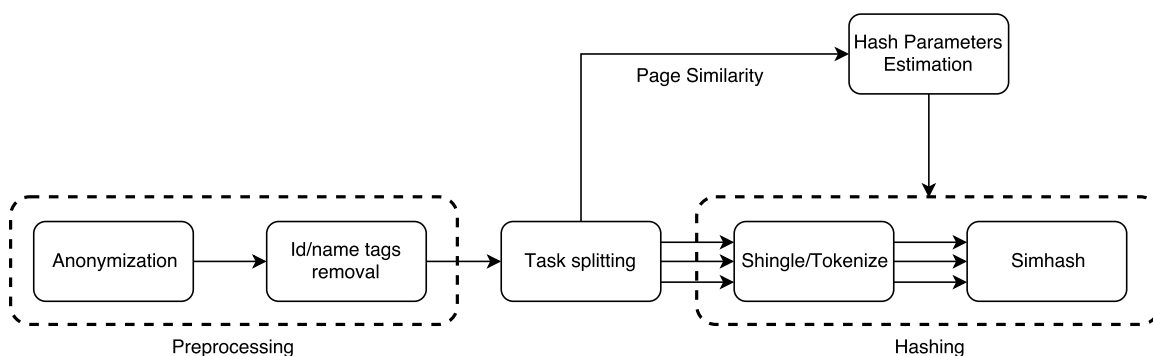 Hash Parameters
Estimation
Page Similarity
Anonymization
Id/name tags
removal
Task splitting
Shingle/Tokenize
Simhash
Preprocessing
Hashing